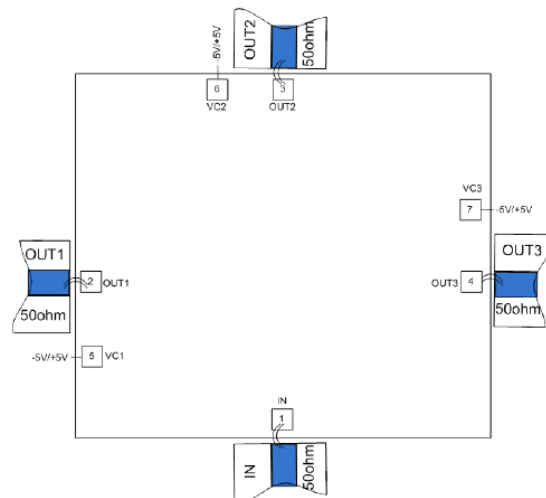 OUT2
50ohm
-5V/+5V
6
VC2
3
OUT2
VC3
7
-5V/+5V
OUT1
50ohm
2
OUT1
OUT3
50ohm
4
OUT3
-5V/+5V
5
VC1
IN
1
IN
50ohm